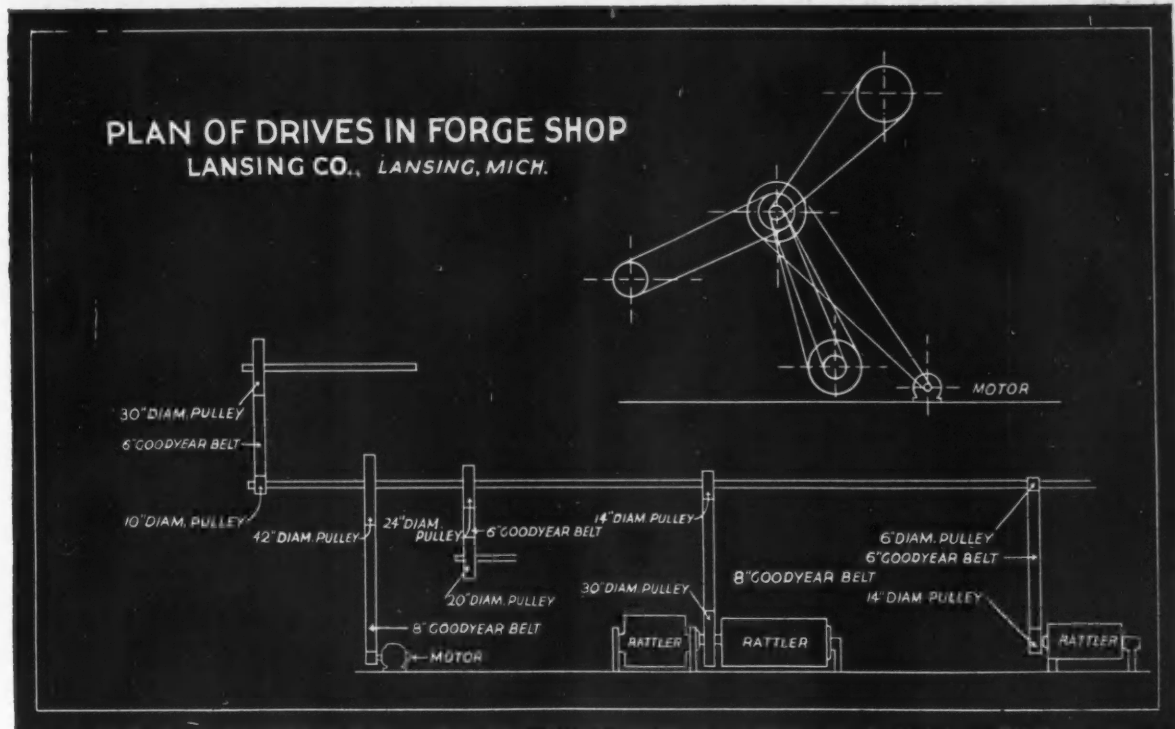 PLAN OF DRIVES IN FORGE SHOP
LANSING CO., LANSING, MICH.
MOTOR
30" DIAM. PULLEY
6" GOODYEAR BELT
10" DIAM. PULLEY
42" DIAM. PULLEY
24" DIAM.
PULLEY
6" GOODYEAR BELT
20" DIAM. PULLEY
8" GOODYEAR BELT
MOTOR
14" DIAM. PULLEY
30" DIAM. PULLEY
8" GOODYEAR BELT
6" DIAM. PULLEY
6" GOODYEAR BELT
14" DIAM. PULLEY
RATTLER
RATTLER
RATTLER